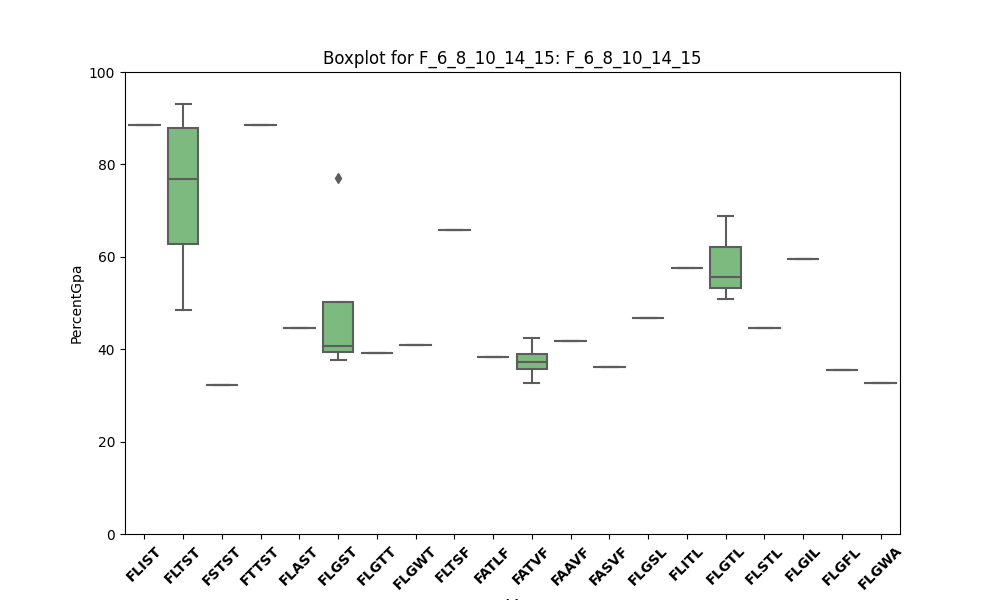 Boxplot for F_6_8_10_14_15: F_6_8_10_14_15
PercentGpa
100
80
60
40
20
0
FLIST
FLTST
FSTST
FTTST
FLAST
FLGST
FLGTT
FLGWT
FLTSF
FATLF
FATVF
FAAVF
FASVF
FLGSL
FLITL
FLGTL
FLSTL
FLGIL
FLGFL
FLGWA